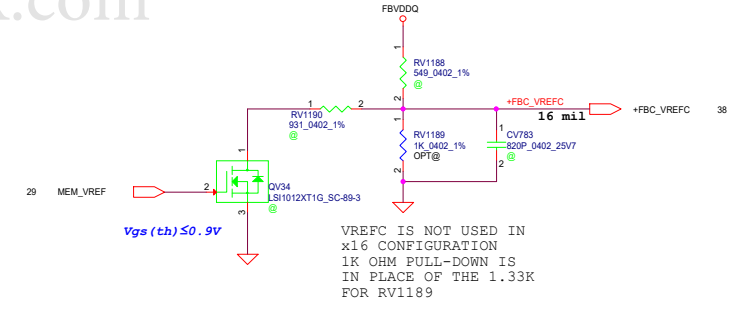 k.com
FBVDDQ
1
RV1188
549_0402_1%
@
2
1
2
RV1190
931_0402_1%
@
+FBC_VREFC
16 mil
+FBC_VREFC
38
1
RV1189
1K_0402_1%
OPT@
2
1
CV783
820P_0402_25V7
@
2
1
29
MEM_VREF
2
QV34
LSI1012XT1G_SC-89-3
@
3
Vgs(th)≤0.9V
VREFC IS NOT USED IN
x16 CONFIGURATION
1K OHM PULL-DOWN IS
IN PLACE OF THE 1.33K
FOR RV1189